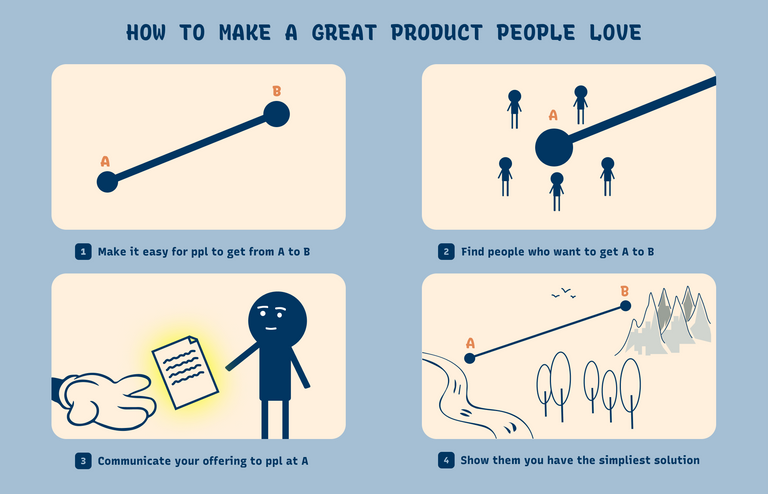 HOW TO MAKE A GREAT PRODUCT PEOPLE LOVE
B
A
1 Make it easy for ppl to get from A to B
A
2 Find people who want to get A to B
3 Communicate your offering to ppl at A
B
A
4 Show them you have the simpliest solution